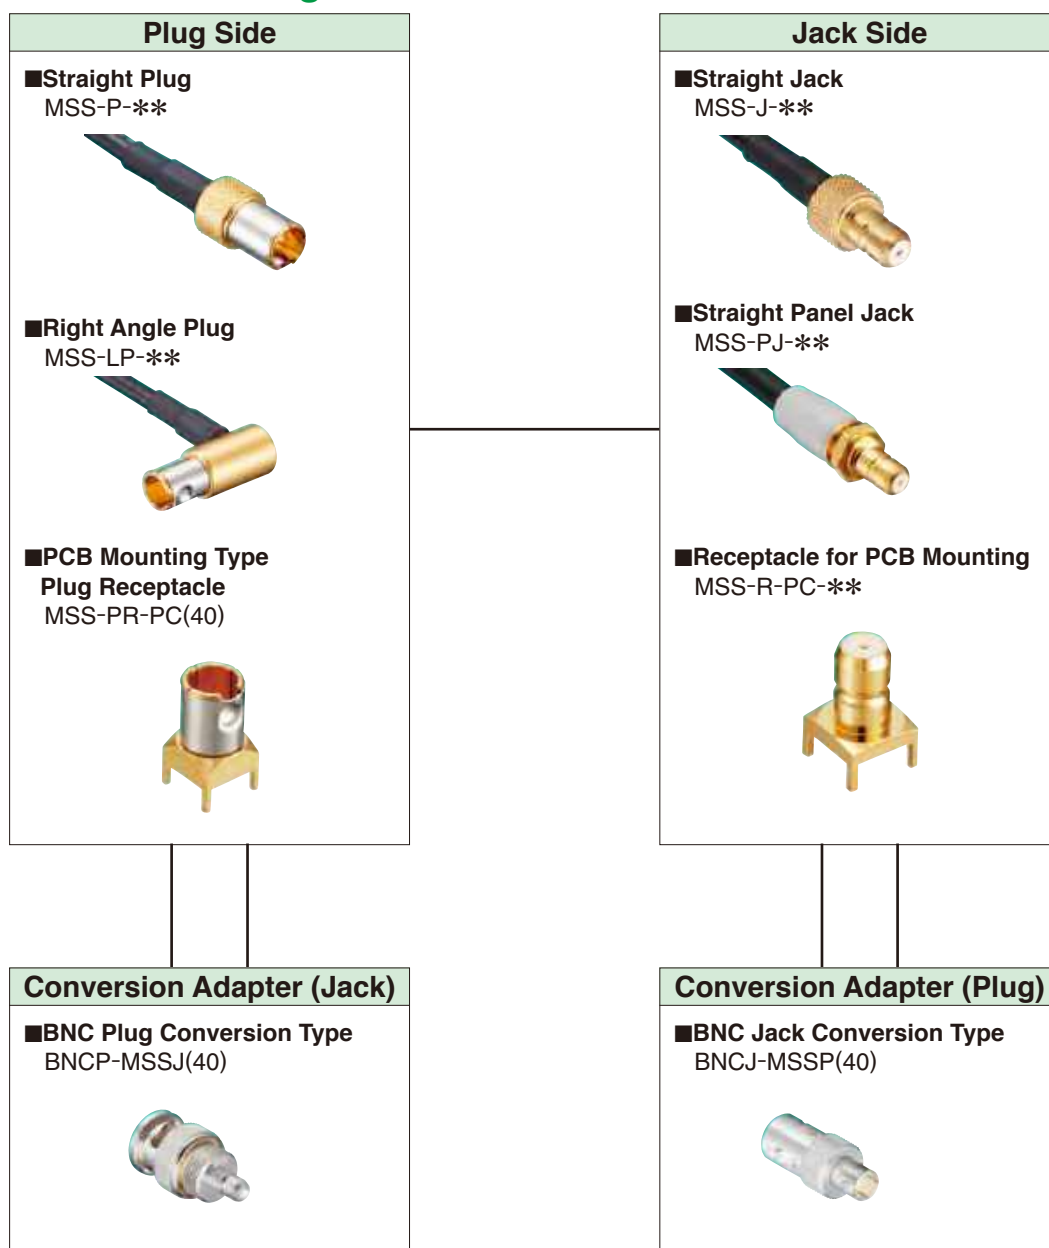 Plug Side
■Straight Plug
MSS-P-**
■Right Angle Plug
MSS-LP-**
■PCB Mounting Type
Plug Receptacle
MSS-PR-PC(40)
Jack Side
■Straight Jack
MSS-J-**
■Straight Panel Jack
MSS-PJ-**
■Receptacle for PCB Mounting
MSS-R-PC-**
Conversion Adapter (Jack)
■BNC Plug Conversion Type
BNCP-MSSJ(40)
Conversion Adapter (Plug)
■BNC Jack Conversion Type
BNCJ-MSSP(40)